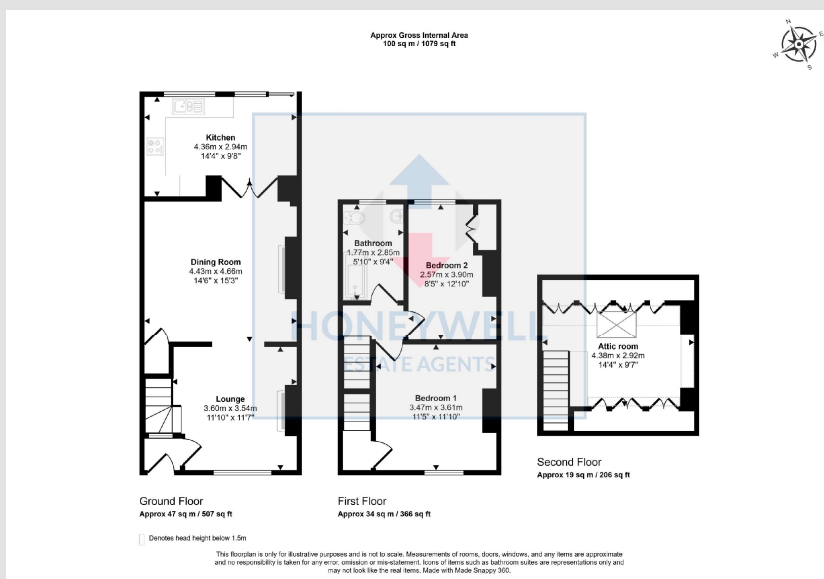 Approx Gross Internal Area
100 sq m / 1079 sq ft
N
E
S
W
Kitchen
4.36m x 2.94m
14'4" x 9'8"
Dining Room
4.43m x 4.66m
14'6" x 15'3"
Lounge
3.60m x 3.54m
11'10" x 11'7"
Bathroom
1.77m x 2.85m
5'10" x 9'4"
Bedroom 2
2.57m x 3.90m
8'5" x 12'10"
HONEYWELL
ESTATE AGENTS
Bedroom 1
3.47m x 3.61m
11'5" x 11'10"
Attic room
4.38m x 2.92m
14'4" x 9'7"
Ground Floor
Approx 47 sq m / 507 sq ft
First Floor
Approx 34 sq m / 366 sq ft
Second Floor
Approx 19 sq m / 206 sq ft
Denotes head height below 1.5m
This floorplan is only for illustrative purposes and is not to scale. Measurements of rooms, doors, windows, and any items are approximate
and no responsibility is taken for any error, omission or mis-statement. Icons of items such as bathroom suites are representations only and
may not look like the real items. Made with Made Snappy 360.